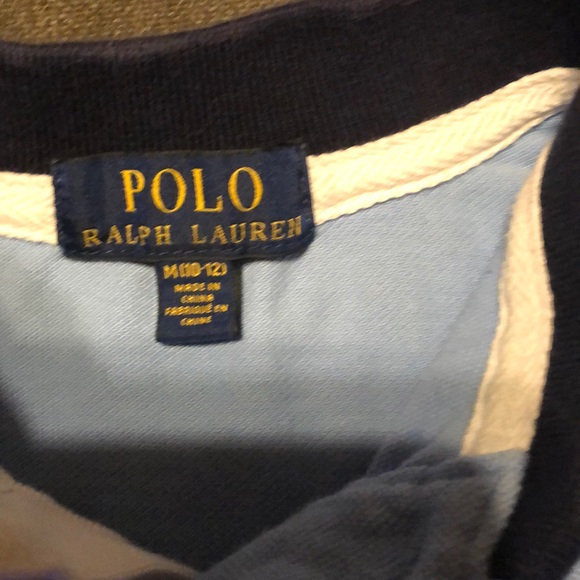 POLO
RALPH LAUREN
M(10-12)
MADE IN
CHINA
FABRIQUÉ EN
CHINE